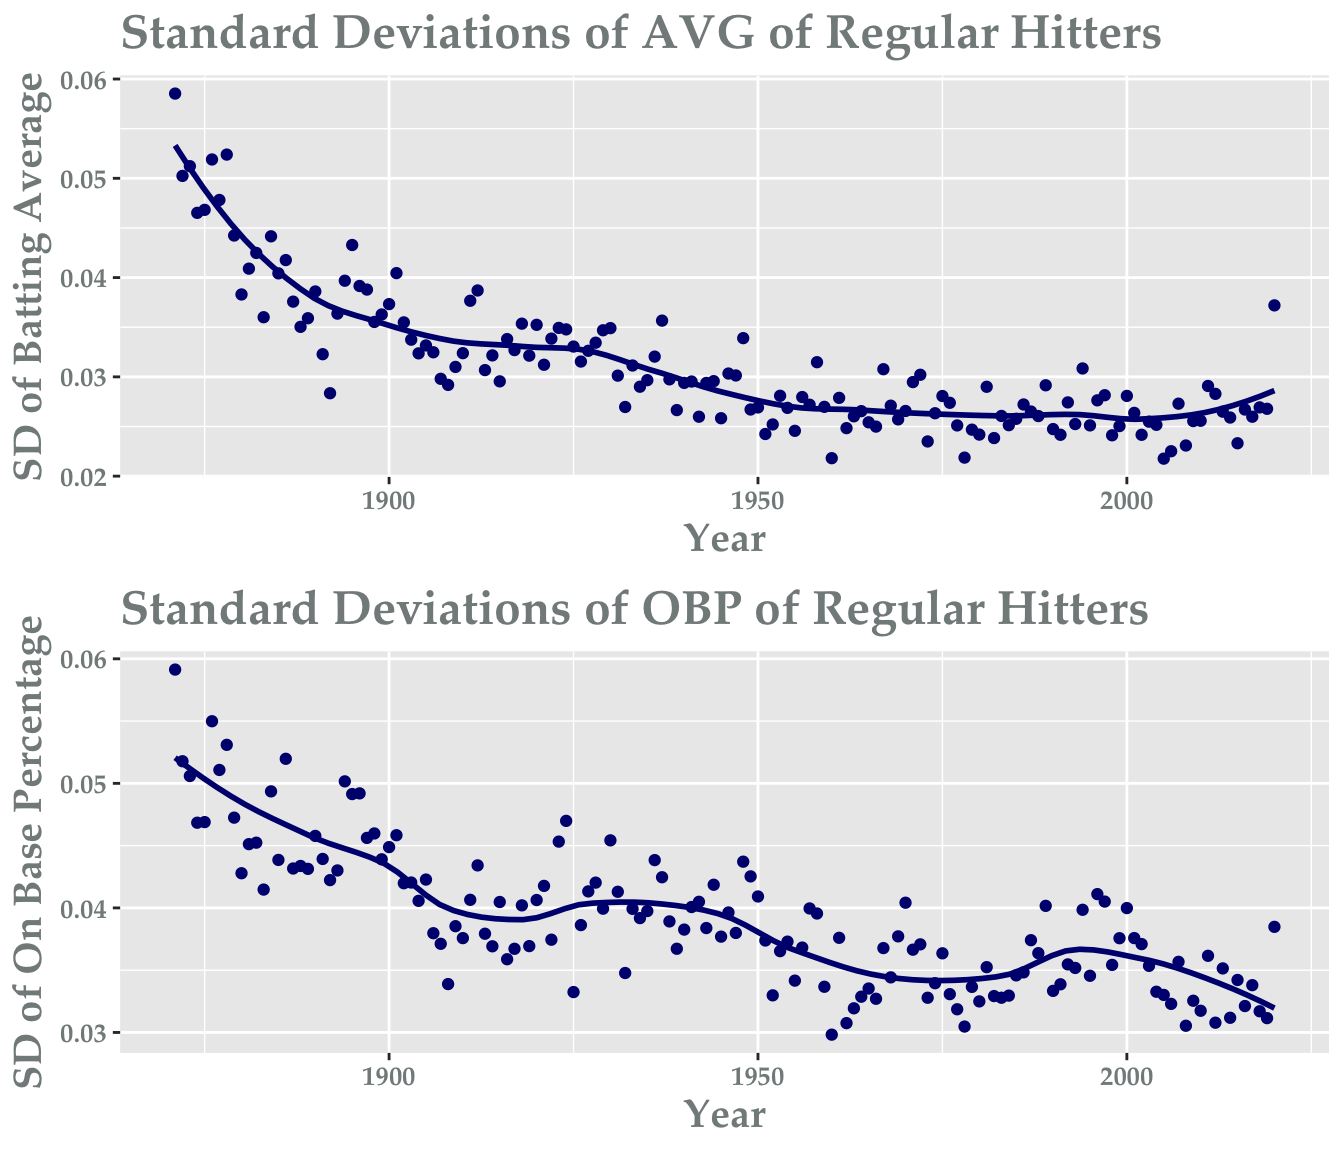 Standard Deviations of AVG of Regular Hitters
SD of Batting Average
0.06
0.05
0.04
0.03
0.02
1900 1950 2000
Year
Standard Deviations of OBP of Regular Hitters
SD of On Base Percentage
0.06
0.05
0.04
0.03
1900 1950 2000
Year